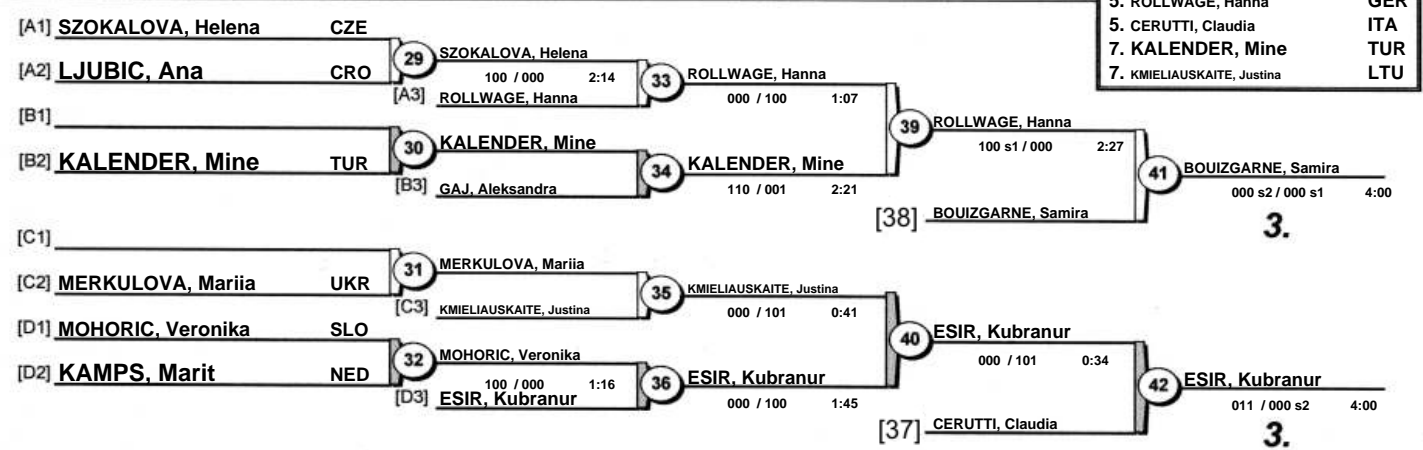 5. ROLLWAGE, Hanna GER
5. CERUTTI, Claudia ITA
7. KALENDER, Mine TUR
7. KMIELIAUSKAITE, Justina LTU
[A1] SZOKALOVA, Helena CZE
[A2] LJUBIC, Ana CRO
29
SZOKALOVA, Helena
100 / 000 2:14
[A3] ROLLWAGE, Hanna
33
ROLLWAGE, Hanna
000 / 100 1:07
[B1]
[B2] KALENDER, Mine TUR
30
KALENDER, Mine
[B3] GAJ, Aleksandra
34
KALENDER, Mine
110 / 001 2:21
39
ROLLWAGE, Hanna
100 s1 / 000 2:27
[38] BOUIZGARNE, Samira
41
BOUIZGARNE, Samira
000 s2 / 000 s1 4:00
3.
[C1]
[C2] MERKULOVA, Mariia UKR
31
MERKULOVA, Mariia
[C3] KMIELIAUSKAITE, Justina
35
KMIELIAUSKAITE, Justina
000 / 101 0:41
[D1] MOHORIC, Veronika SLO
[D2] KAMPS, Marit NED
32
MOHORIC, Veronika
100 / 000 1:16
[D3] ESIR, Kubranur
36
ESIR, Kubranur
000 / 100 1:45
40
ESIR, Kubranur
000 / 101 0:34
[37] CERUTTI, Claudia
42
ESIR, Kubranur
011 / 000 s2 4:00
3.